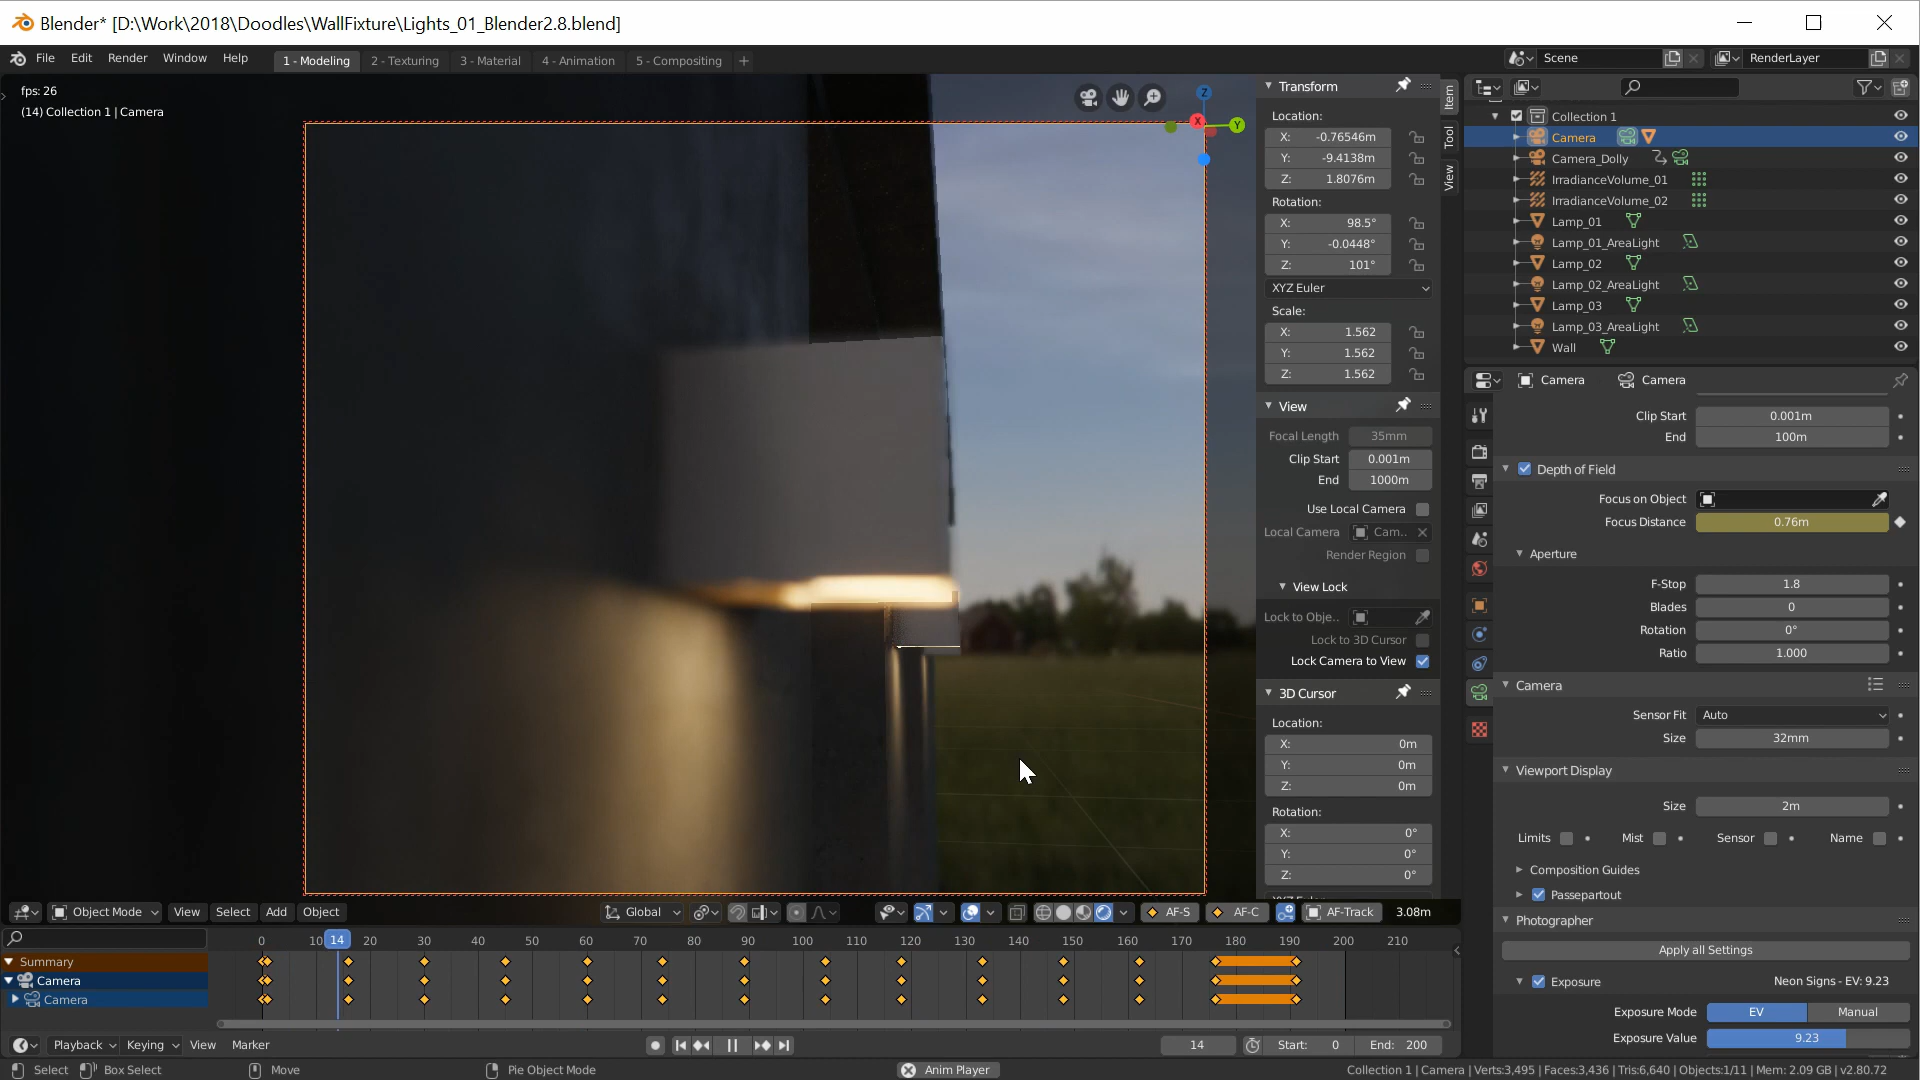 Blender* [D:\Work\2018\Doodles\WallFixture\Lights_01_Blender2.8.blend]
File Edit Render Window Help 1 - Modeling 2 - Texturing 3 - Material 4 - Animation 5 - Compositing + Scene RenderLayer
fps: 26
(14) Collection 1 | Camera
Z
X
Y
Transform
Location:
X: -0.76546m
Y: -9.4138m
Z: 1.8076m
Rotation:
X: 98.5°
Y: -0.0448°
Z: 101°
XYZ Euler
Scale:
X: 1.562
Y: 1.562
Z: 1.562
View
Focal Length 35mm
Clip Start 0.001m
End 1000m
Use Local Camera
Local Camera Cam..
Render Region
View Lock
Lock to Obje..
Lock to 3D Cursor
Lock Camera to View
3D Cursor
Location:
X: 0m
Y: 0m
Z: 0m
Rotation:
X: 0°
Y: 0°
Z: 0°
Item
Tool
View
Collection 1
Camera
Camera_Dolly
IrradianceVolume_01
IrradianceVolume_02
Lamp_01
Lamp_01_AreaLight
Lamp_02
Lamp_02_AreaLight
Lamp_03
Lamp_03_AreaLight
Wall
Camera Camera
Clip Start 0.001m
End 100m
Depth of Field
Focus on Object
Focus Distance 0.76m
Aperture
F-Stop 1.8
Blades 0
Rotation 0°
Ratio 1.000
Camera
Sensor Fit Auto
Size 32mm
Viewport Display
Size 2m
Limits Mist Sensor Name
Composition Guides
Passepartout
Photographer
Apply all Settings
Exposure Neon Signs - EV: 9.23
Exposure Mode EV Manual
Exposure Value 9.23
Object Mode View Select Add Object Global AF-S AF-C AF-Track 3.08m
0 10 14 20 30 40 50 60 70 80 90 100 110 120 130 140 150 160 170 180 190 200 210
Summary
Camera
Camera
Playback Keying View Marker 14 Start: 0 End: 200
Select Box Select Move Pie Object Mode Anim Player Collection 1 | Camera | Verts:3,495 | Faces:3,436 | Tris:6,640 | Objects:1/11 | Mem: 2.09 GB | v2.80.72